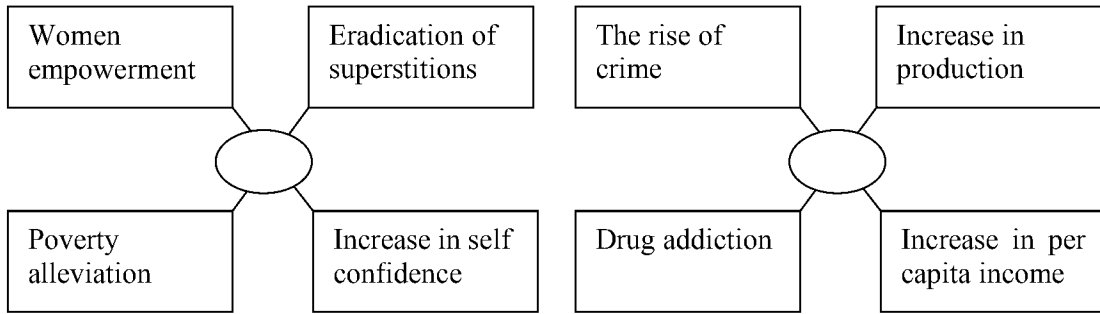 Women
empowerment
Eradication of
superstitions
The rise of
crime
Increase in
production
Poverty
alleviation
Increase in self
confidence
Drug addiction
Increase in per
capita income